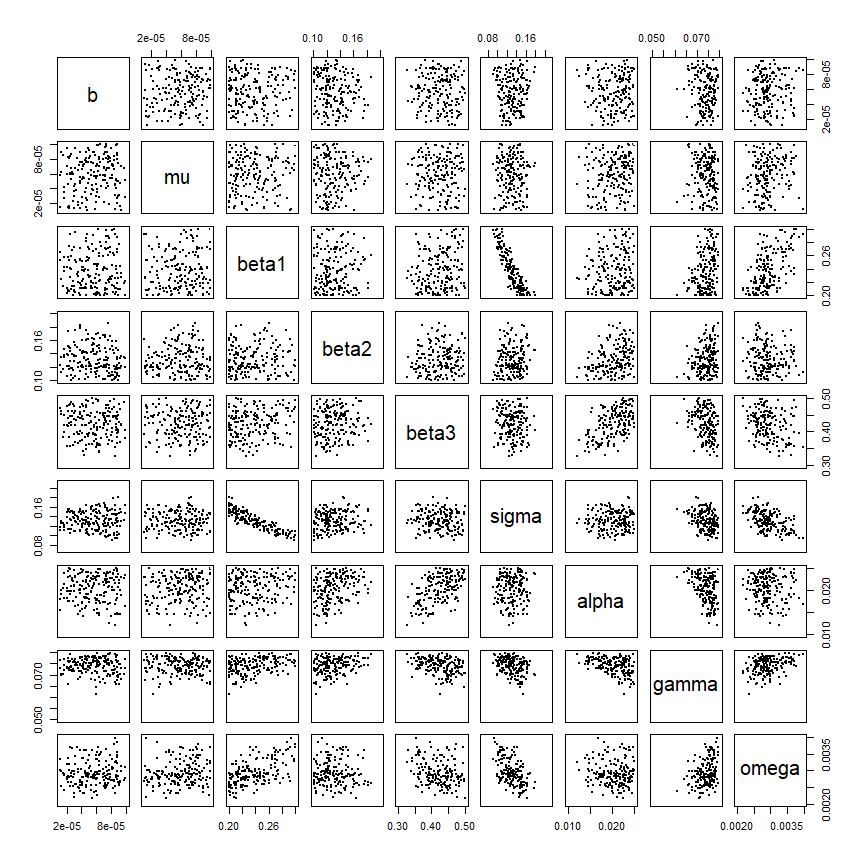 2e-05 8e-05 0.10 0.16 0.08 0.16 0.050 0.070
b 2e-05 8e-05
2e-05 8e-05 mu
beta1 0.20 0.26
0.10 0.16 beta2
beta3 0.30 0.40 0.50
0.08 0.16 sigma
alpha 0.010 0.020
0.050 0.070 gamma
omega 0.0020 0.0035
2e-05 8e-05 0.20 0.26 0.30 0.40 0.50 0.010 0.020 0.0020 0.0035